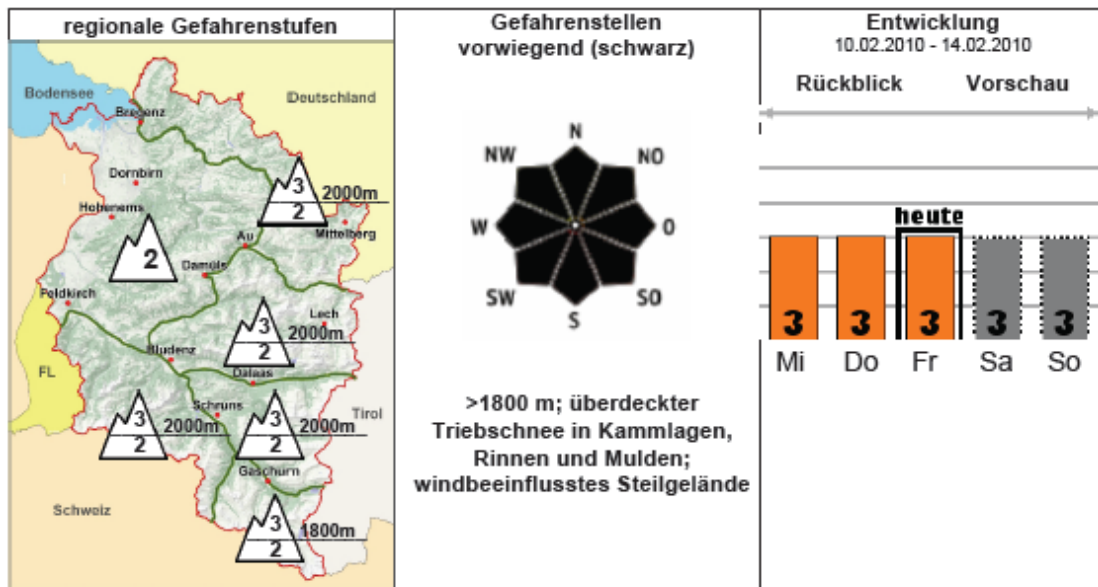 regionale Gefahrenstufen
Bodensee
Deutschland
Bregenz
Dornbirn
3
2000m
2
Hohenems
Mittelberg
Au
2
Damüls
Feldkirch
3
Lech
2000m
2
Bludenz
FL
Dalaas
Schruns
Tirol
3
2000m
2
3
2000m
2
Gaschurn
Schweiz
3
1800m
2
Gefahrenstellen
vorwiegend (schwarz)
N
NW
NO
W
O
SW
SO
S
>1800 m; überdeckter
Triebschnee in Kammlagen,
Rinnen und Mulden;
windbeeinflusstes Steilgelände
Entwicklung
10.02.2010 - 14.02.2010
Rückblick Vorschau
heute
3 3 3 3 3
Mi Do Fr Sa So